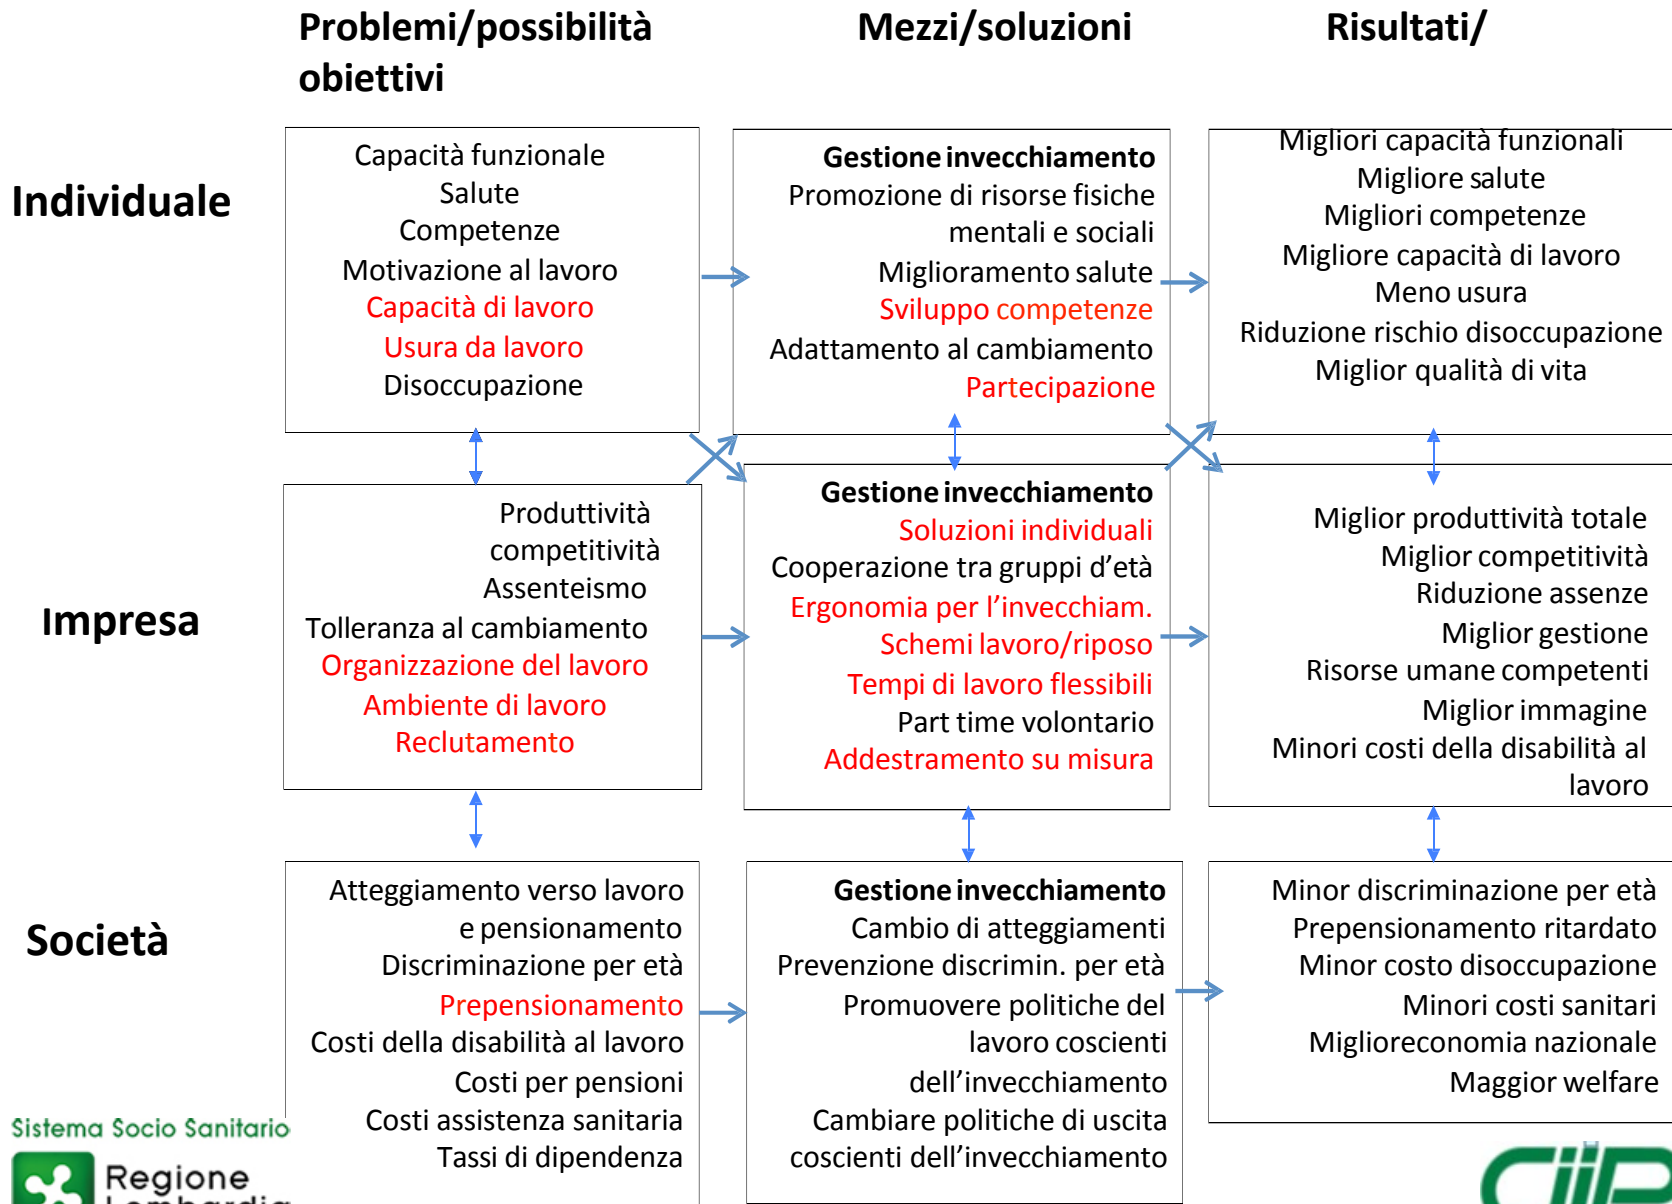 Problemi/possibilità
obiettivi
Mezzi/soluzioni
Risultati/
Individuale
Capacità funzionale
Salute
Competenze
Motivazione al lavoro
Capacità di lavoro
Usura da lavoro
Disoccupazione
Gestione invecchiamento
Promozione di risorse fisiche
mentali e sociali
Miglioramento salute
Sviluppo competenze
Adattamento al cambiamento
Partecipazione
Migliori capacità funzionali
Migliore salute
Migliori competenze
Migliore capacità di lavoro
Meno usura
Riduzione rischio disoccupazione
Miglior qualità di vita
Impresa
Produttività
competitività
Assenteismo
Tolleranza al cambiamento
Organizzazione del lavoro
Ambiente di lavoro
Reclutamento
Gestione invecchiamento
Soluzioni individuali
Cooperazione tra gruppi d'età
Ergonomia per l'invecchiam.
Schemi lavoro/riposo
Tempi di lavoro flessibili
Part time volontario
Addestramento su misura
Miglior produttività totale
Miglior competitività
Riduzione assenze
Miglior gestione
Risorse umane competenti
Miglior immagine
Minori costi della disabilità al
lavoro
Società
Atteggiamento verso lavoro
e pensionamento
Discriminazione per età
Prepensionamento
Costi della disabilità al lavoro
Costi per pensioni
Costi assistenza sanitaria
Tassi di dipendenza
Gestione invecchiamento
Cambio di atteggiamenti
Prevenzione discrimin. per età
Promuovere politiche del
lavoro coscienti
dell'invecchiamento
Cambiare politiche di uscita
coscienti dell'invecchiamento
Minor discriminazione per età
Prepensionamento ritardato
Minor costo disoccupazione
Minori costi sanitari
Miglioreconomia nazionale
Maggior welfare
Sistema Socio Sanitario
Regione
Lombardia
CIIP